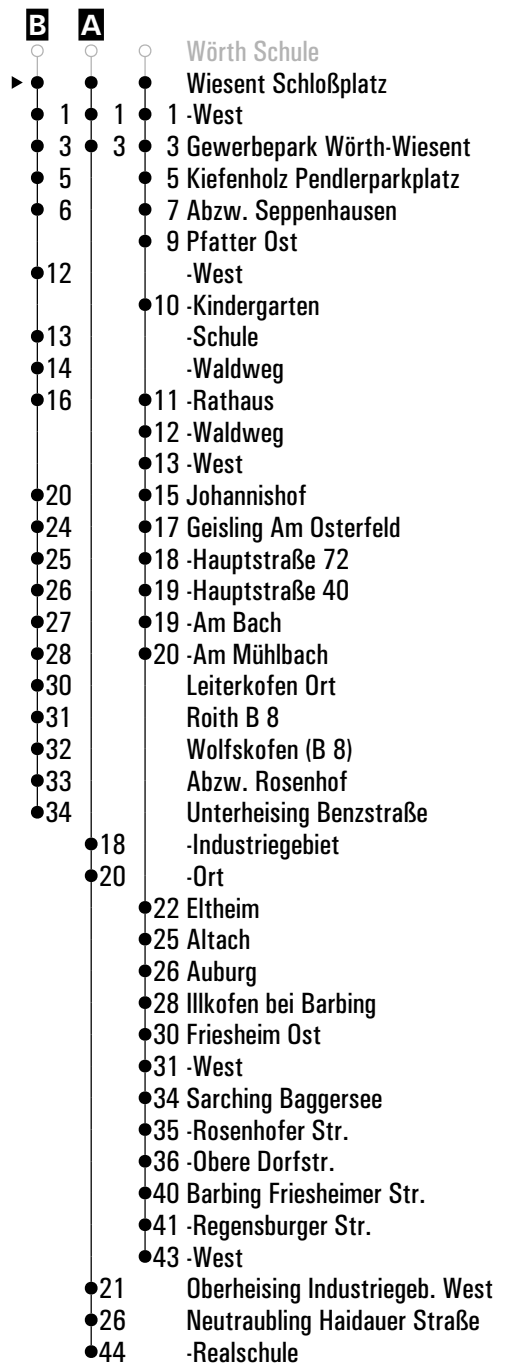 B A
Wörth Schule
Wiesent Schloßplatz
1 1 1 -West
3 3 3 Gewerbepark Wörth-Wiesent
5 5 Kiefenholz Pendlerparkplatz
6 7 Abzw. Seppenhausen
9 Pfatter Ost
12 -West
10 -Kindergarten
13 -Schule
14 -Waldweg
16 11 -Rathaus
12 -Waldweg
13 -West
20 15 Johannishof
24 17 Geisling Am Osterfeld
25 18 -Hauptstraße 72
26 19 -Hauptstraße 40
27 19 -Am Bach
28 20 -Am Mühlbach
30 Leiterkofen Ort
31 Roith B 8
32 Wolfskofen (B 8)
33 Abzw. Rosenhof
34 Unterheising Benzstraße
18 -Industriegebiet
20 -Ort
22 Eltheim
25 Altach
26 Auburg
28 Illkofen bei Barbing
30 Friesheim Ost
31 -West
34 Sarching Baggersee
35 -Rosenhofer Str.
36 -Obere Dorfstr.
40 Barbing Friesheimer Str.
41 -Regensburger Str.
43 -West
21 Oberheising Industriegeb. West
26 Neutraubling Haidauer Straße
44 -Realschule